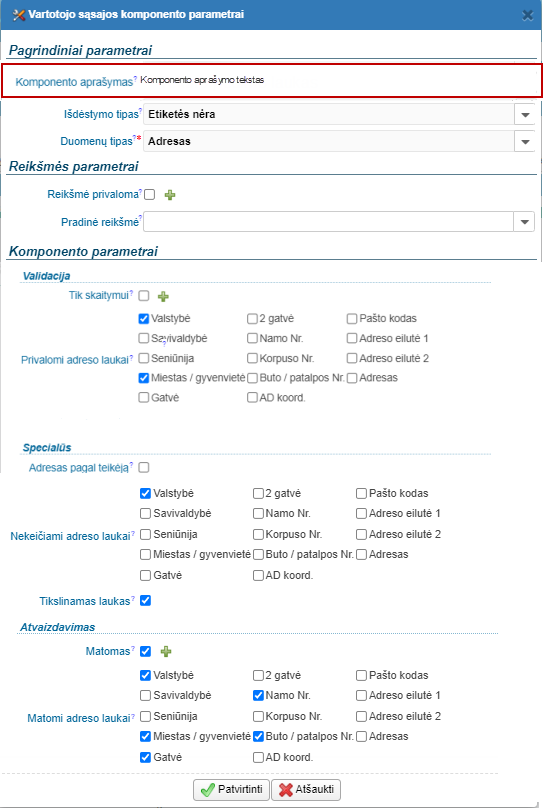 Vartotojo sąsajos komponento parametrai
Pagrindiniai parametrai
Komponento aprašymas? Komponento aprašymo tekstas
Išdėstymo tipas? Etiketės nėra
Duomenų tipas?* Adresas
Reikšmės parametrai
Reikšmė privaloma?
Pradinė reikšmė?
Komponento parametrai
Validacija
Tik skaitymui?
Valstybė 2 gatvė Pašto kodas
Savivaldybė Namo Nr. Adreso eilutė 1
Privalomi adreso laukai? Seniūnija Korpuso Nr. Adreso eilutė 2
Miestas / gyvenvietė Buto / patalpos Nr. Adresas
Gatvė AD koord.
Specialūs
Adresas pagal teikėją?
Valstybė 2 gatvė Pašto kodas
Savivaldybė Namo Nr. Adreso eilutė 1
Nekeičiami adreso laukai? Seniūnija Korpuso Nr. Adreso eilutė 2
Miestas / gyvenvietė Buto / patalpos Nr. Adresas
Gatvė AD koord.
Tikslinamas laukas?
Atvaizdavimas
Matomas?
Valstybė 2 gatvė Pašto kodas
Savivaldybė Namo Nr. Adreso eilutė 1
Matomi adreso laukai? Seniūnija Korpuso Nr. Adreso eilutė 2
Miestas / gyvenvietė Buto / patalpos Nr. Adresas
Gatvė AD koord.
Patvirtinti Atšaukti